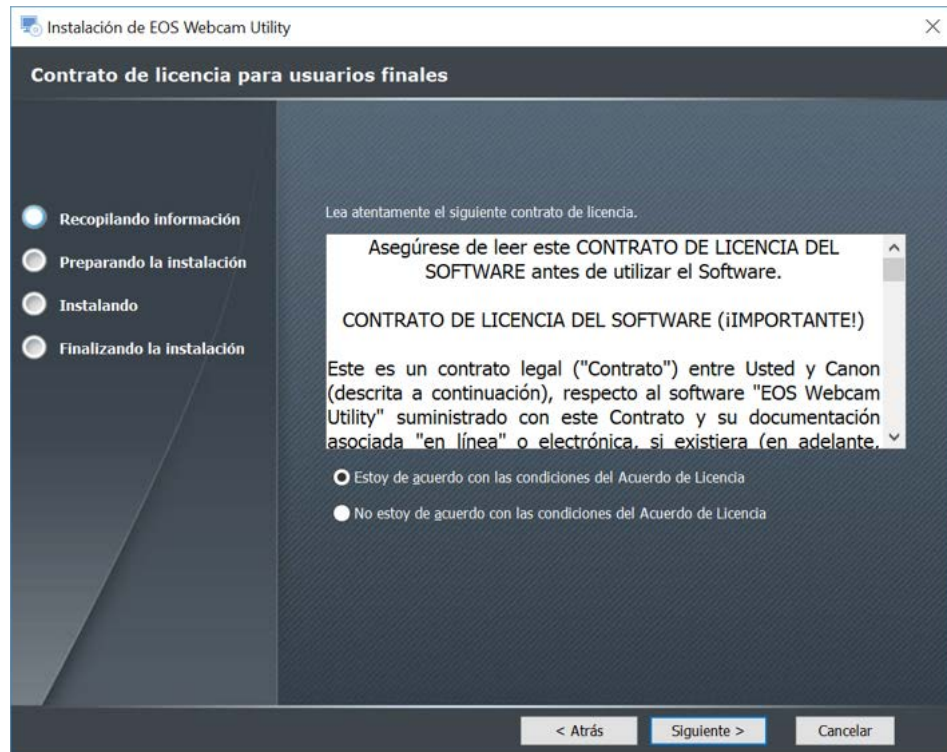 Instalación de EOS Webcam Utility
Contrato de licencia para usuarios finales
Recopilando información
Preparando la instalación
Instalando
Finalizando la instalación
Lea atentamente el siguiente contrato de licencia.
Asegúrese de leer este CONTRATO DE LICENCIA DEL
SOFTWARE antes de utilizar el Software.
CONTRATO DE LICENCIA DEL SOFTWARE (¡IMPORTANTE!)
Este es un contrato legal ("Contrato") entre Usted y Canon
(descrita a continuación), respecto al software "EOS Webcam
Utility" suministrado con este Contrato y su documentación
asociada "en línea" o electrónica, si existiera (en adelante,
Estoy de acuerdo con las condiciones del Acuerdo de Licencia
No estoy de acuerdo con las condiciones del Acuerdo de Licencia
< Atrás
Siguiente >
Cancelar